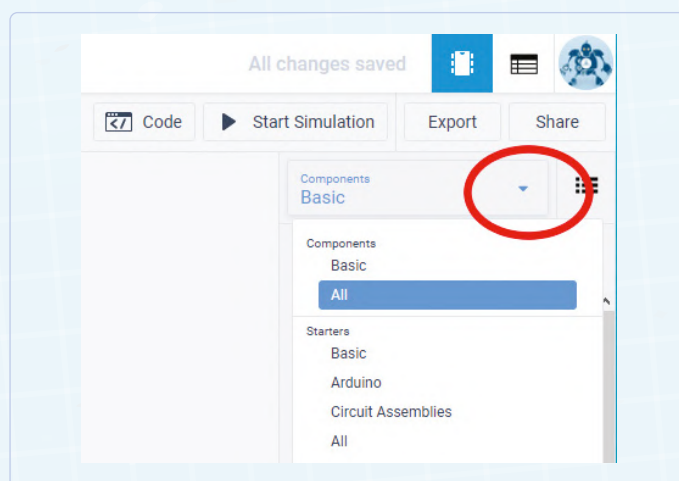 All changes saved
Code Start Simulation Export Share
Components
Basic
Components
Basic
All
Starters
Basic
Arduino
Circuit Assemblies
All